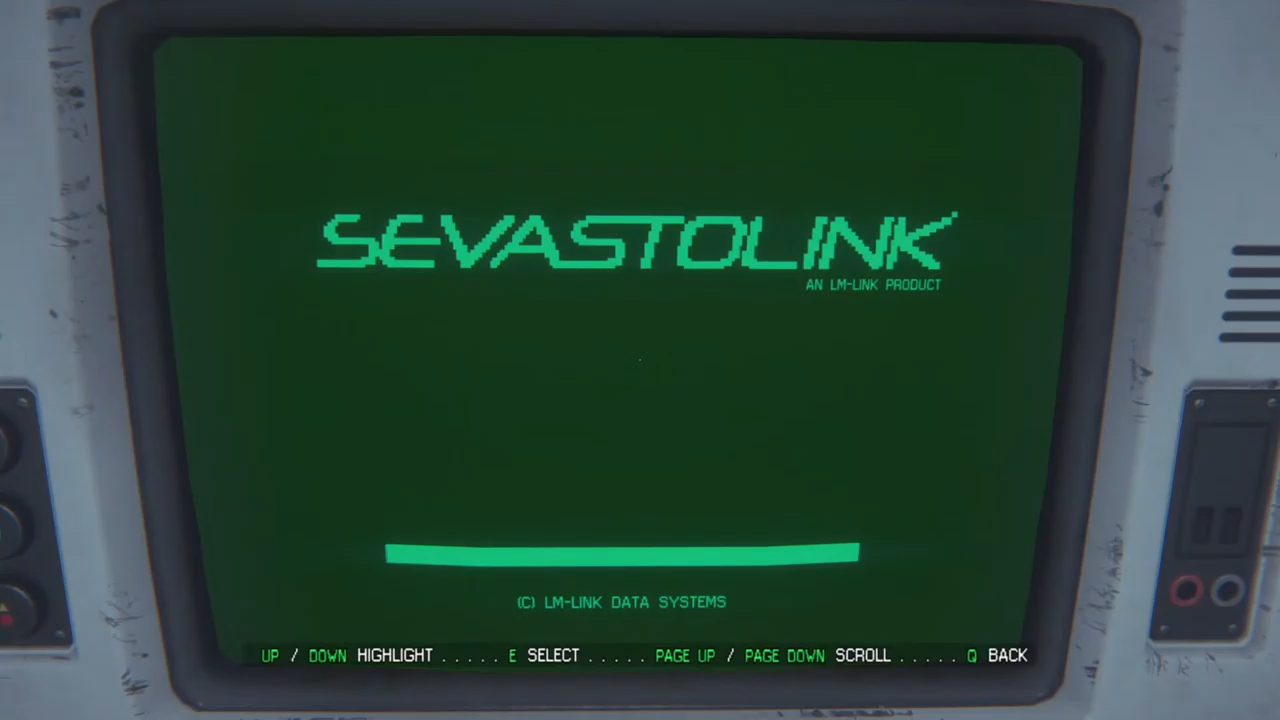 SEVASTOLINK
AN LM-LINK PRODUCT
(C) LM-LINK DATA SYSTEMS
UP / DOWN HIGHLIGHT ..... E SELECT ..... PAGE UP / PAGE DOWN SCROLL ..... Q BACK